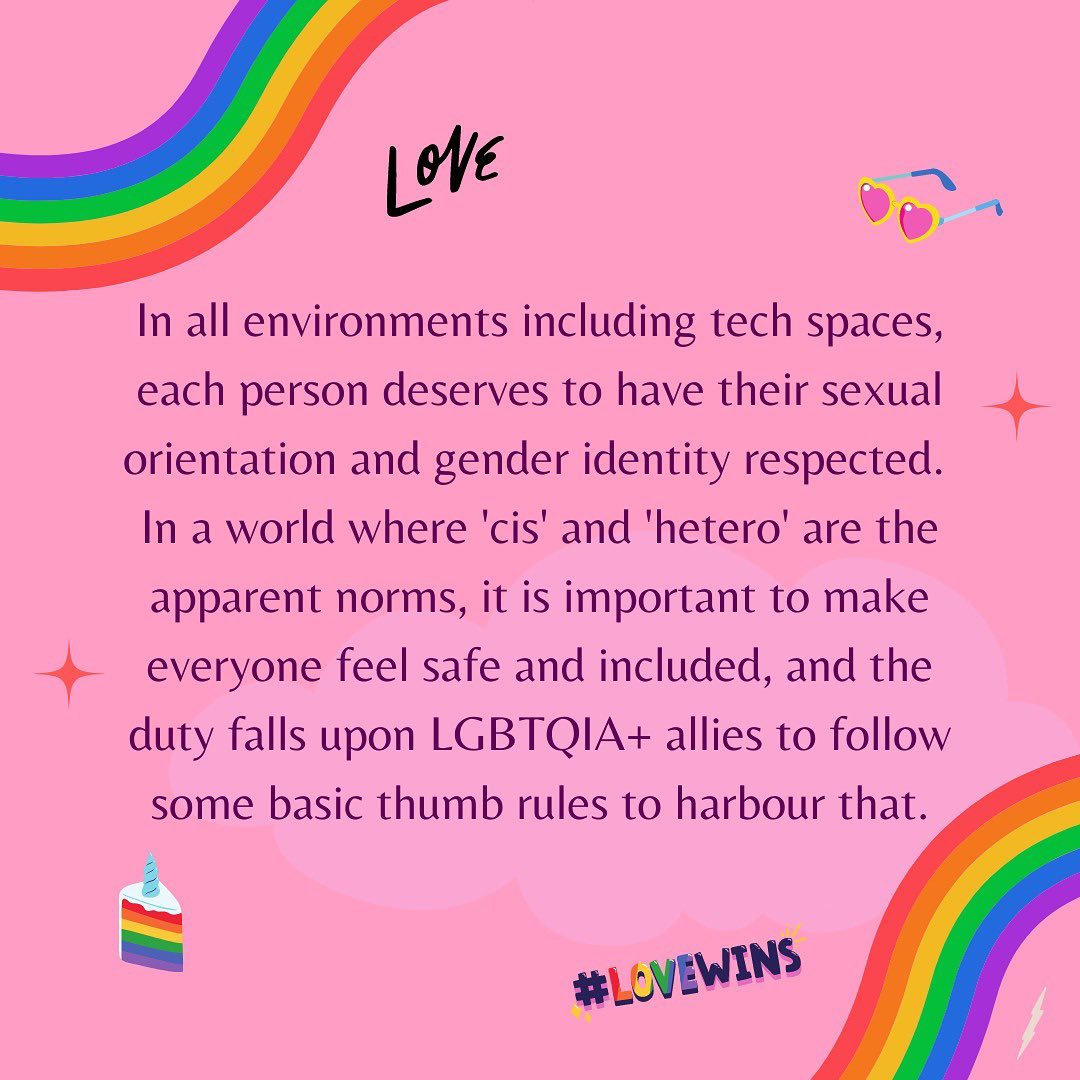 LOVE
In all environments including tech spaces,
each person deserves to have their sexual
orientation and gender identity respected.
In a world where 'cis' and 'hetero' are the
apparent norms, it is important to make
everyone feel safe and included, and the
duty falls upon LGBTQIA+ allies to follow
some basic thumb rules to harbour that.
#LOVEWINS